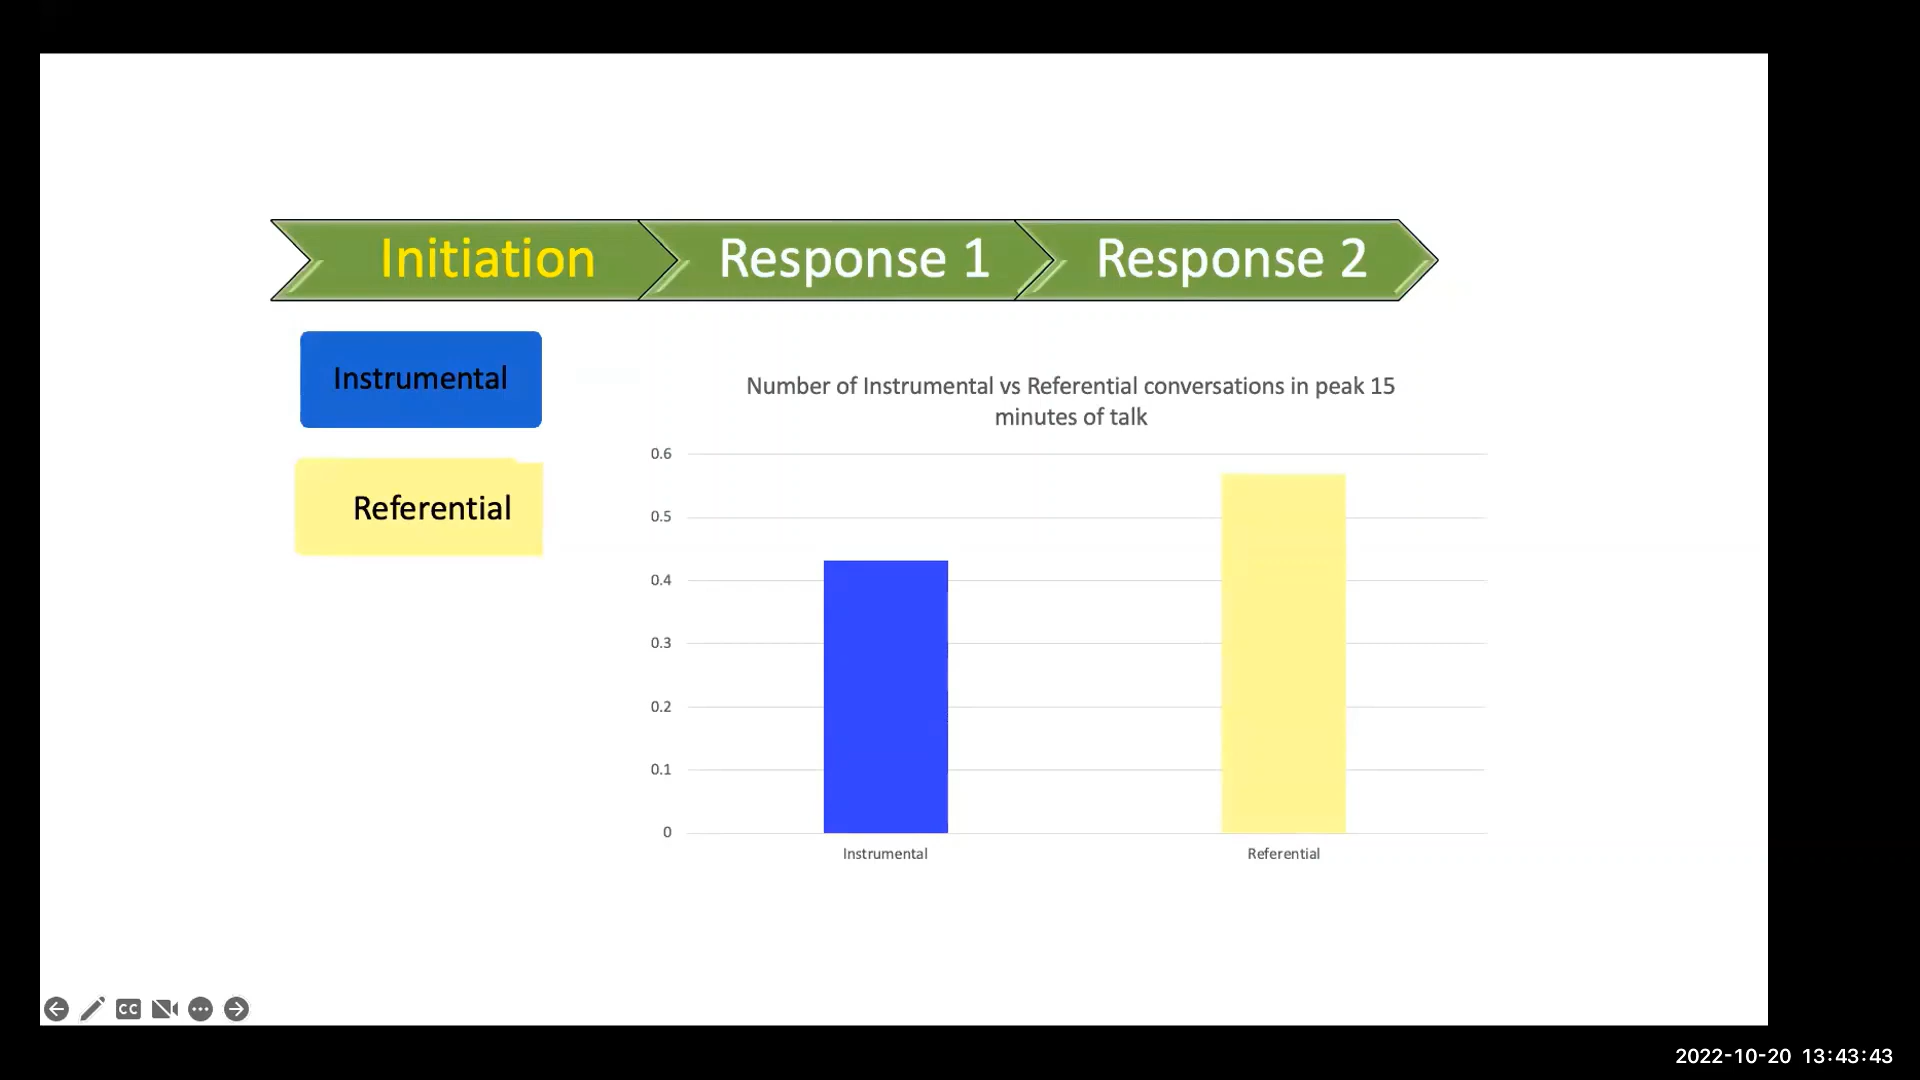 Initiation
Response 1
Response 2
Instrumental
Referential
Number of Instrumental vs Referential conversations in peak 15
minutes of talk
0.6
0.5
0.4
0.3
0.2
0.1
0
Instrumental
Referential
CC
2022-10-20 13:43:43